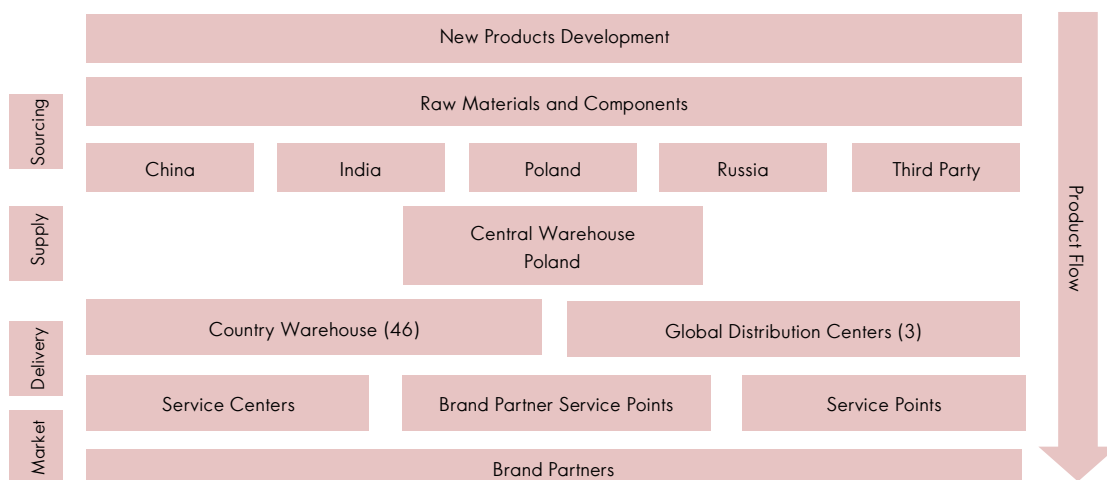 New Products Development
Sourcing
Raw Materials and Components
China
India
Poland
Russia
Third Party
Supply
Central Warehouse
Poland
Product Flow
Delivery
Country Warehouse (46)
Global Distribution Centers (3)
Service Centers
Brand Partner Service Points
Service Points
Market
Brand Partners